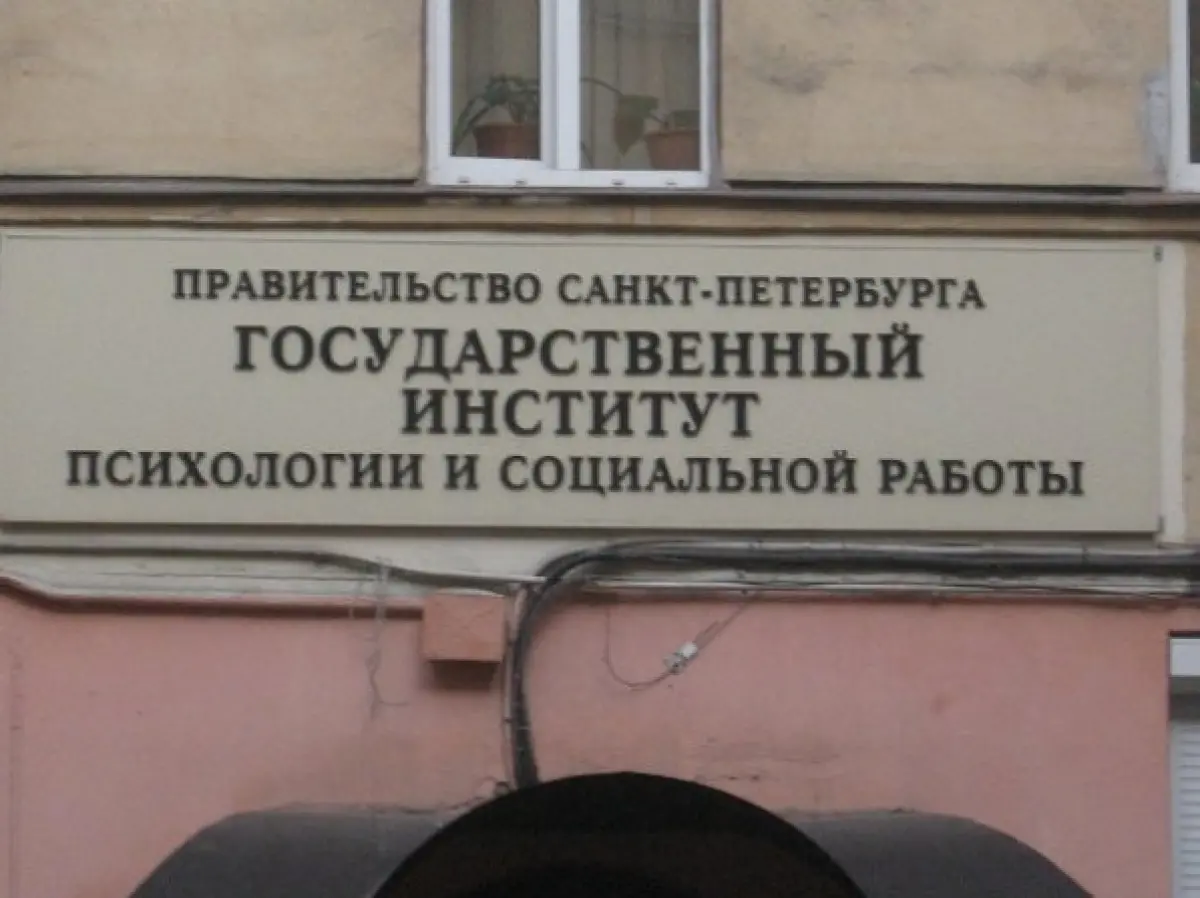 ПРАВИТЕЛЬСТВО САНКТ-ПЕТЕРБУРГА
ГОСУДАРСТВЕННЫЙ
ИНСТИТУТ
ПСИХОЛОГИИ И СОЦИАЛЬНОЙ РАБОТЫ